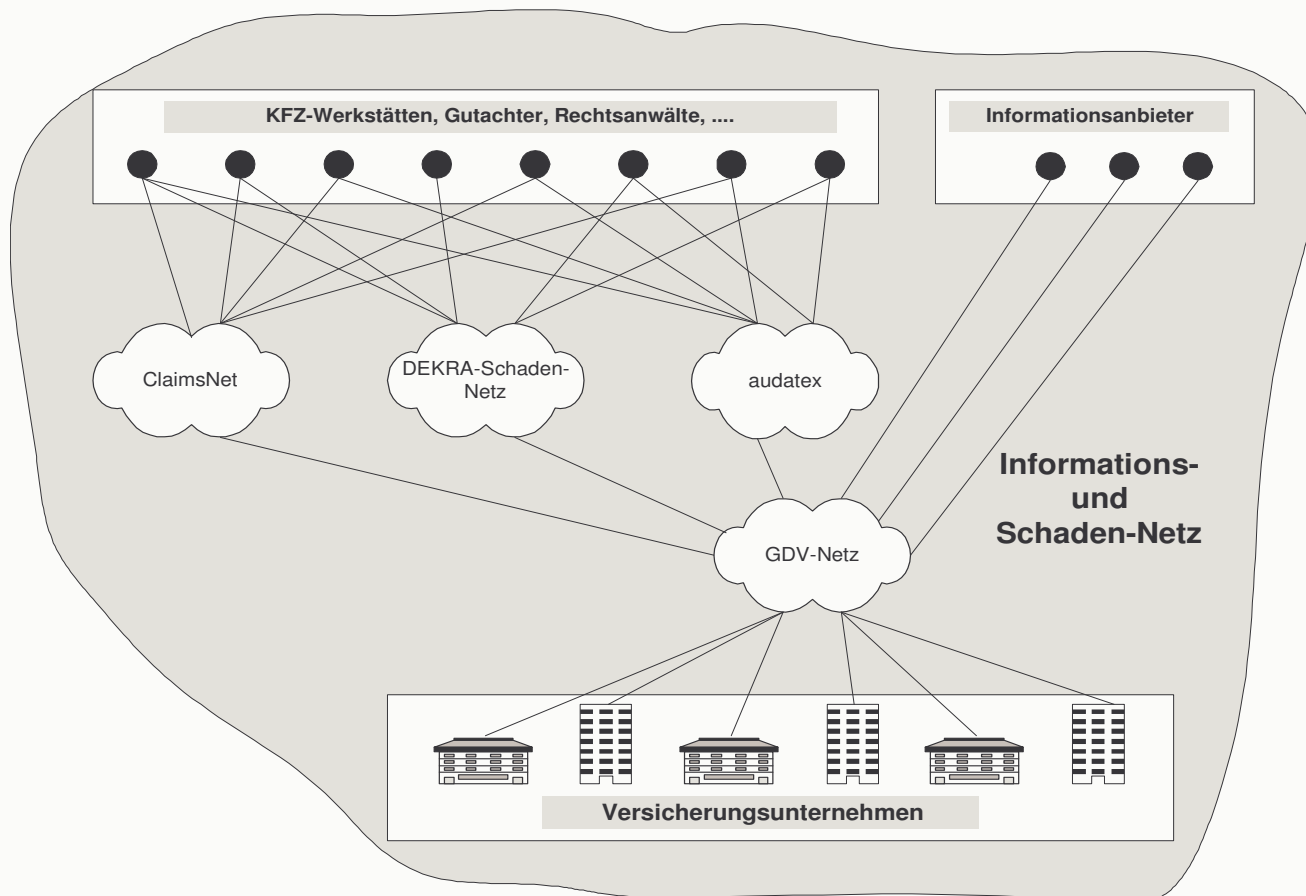 KFZ-Werkstätten, Gutachter, Rechtsanwälte, ....
Informationsanbieter
ClaimsNet
DEKRA-Schaden-
Netz
audatex
Informations-
und
Schaden-Netz
GDV-Netz
Versicherungsunternehmen